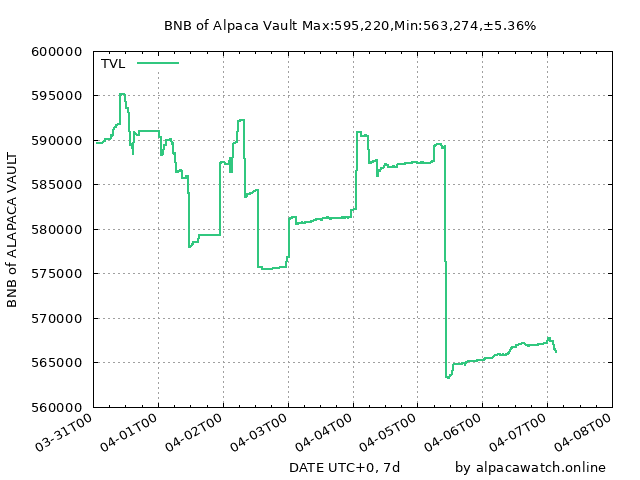 BNB of Alpaca Vault Max:595,220,Min:563,274,±5.36%
TVL
600000
595000
590000
585000
580000
575000
570000
565000
560000
BNB of ALAPACA VAULT
03-31T00
04-01T00
04-02T00
04-03T00
04-04T00
04-05T00
04-06T00
04-07T00
04-08T00
DATE UTC+0, 7d
by alpacawatch.online